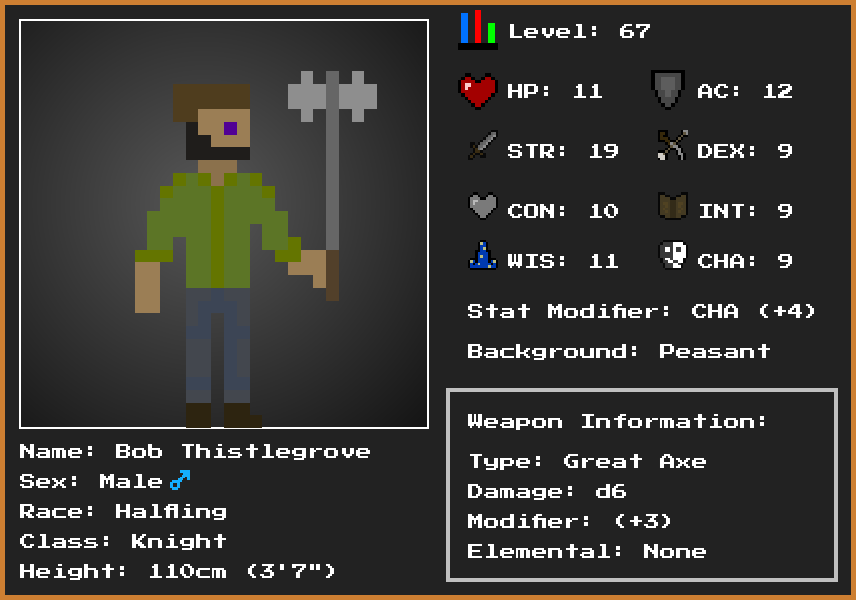 Level: 67
HP: 11 AC: 12
STR: 19 DEX: 9
CON: 10 INT: 9
WIS: 11 CHA: 9
Stat Modifier: CHA (+4)
Background: Peasant
Weapon Information:
Type: Great Axe
Damage: d6
Modifier: (+3)
Elemental: None
Name: Bob Thistlegrove
Sex: Male ♂
Race: Halfling
Class: Knight
Height: 110cm (3'7")